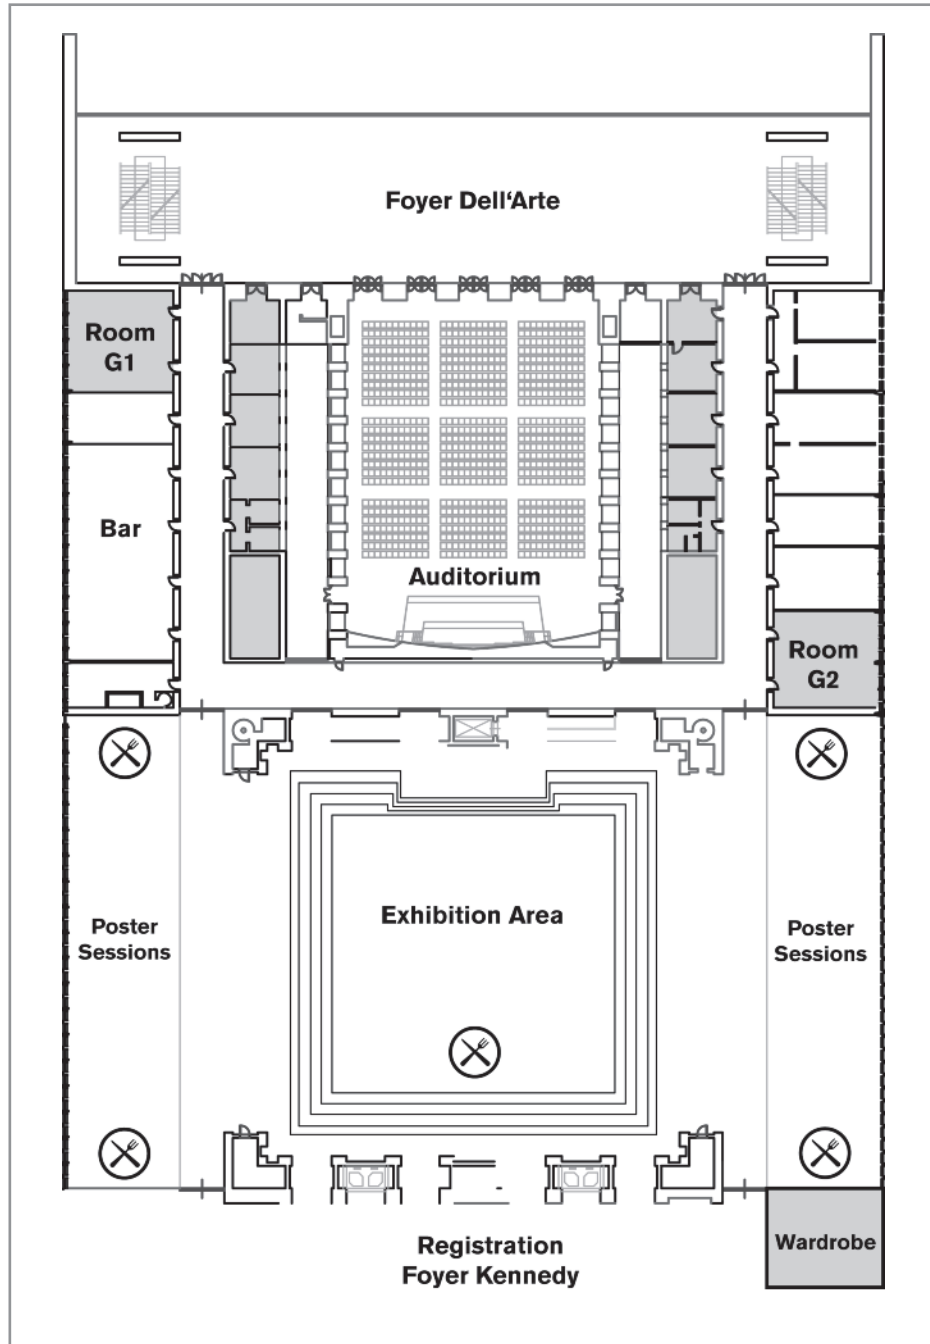 Foyer Dell‘Arte
Room
G1
Bar
Auditorium
Room
G2
Poster
Sessions
Exhibition Area
Poster
Sessions
Registration
Foyer Kennedy
Wardrobe